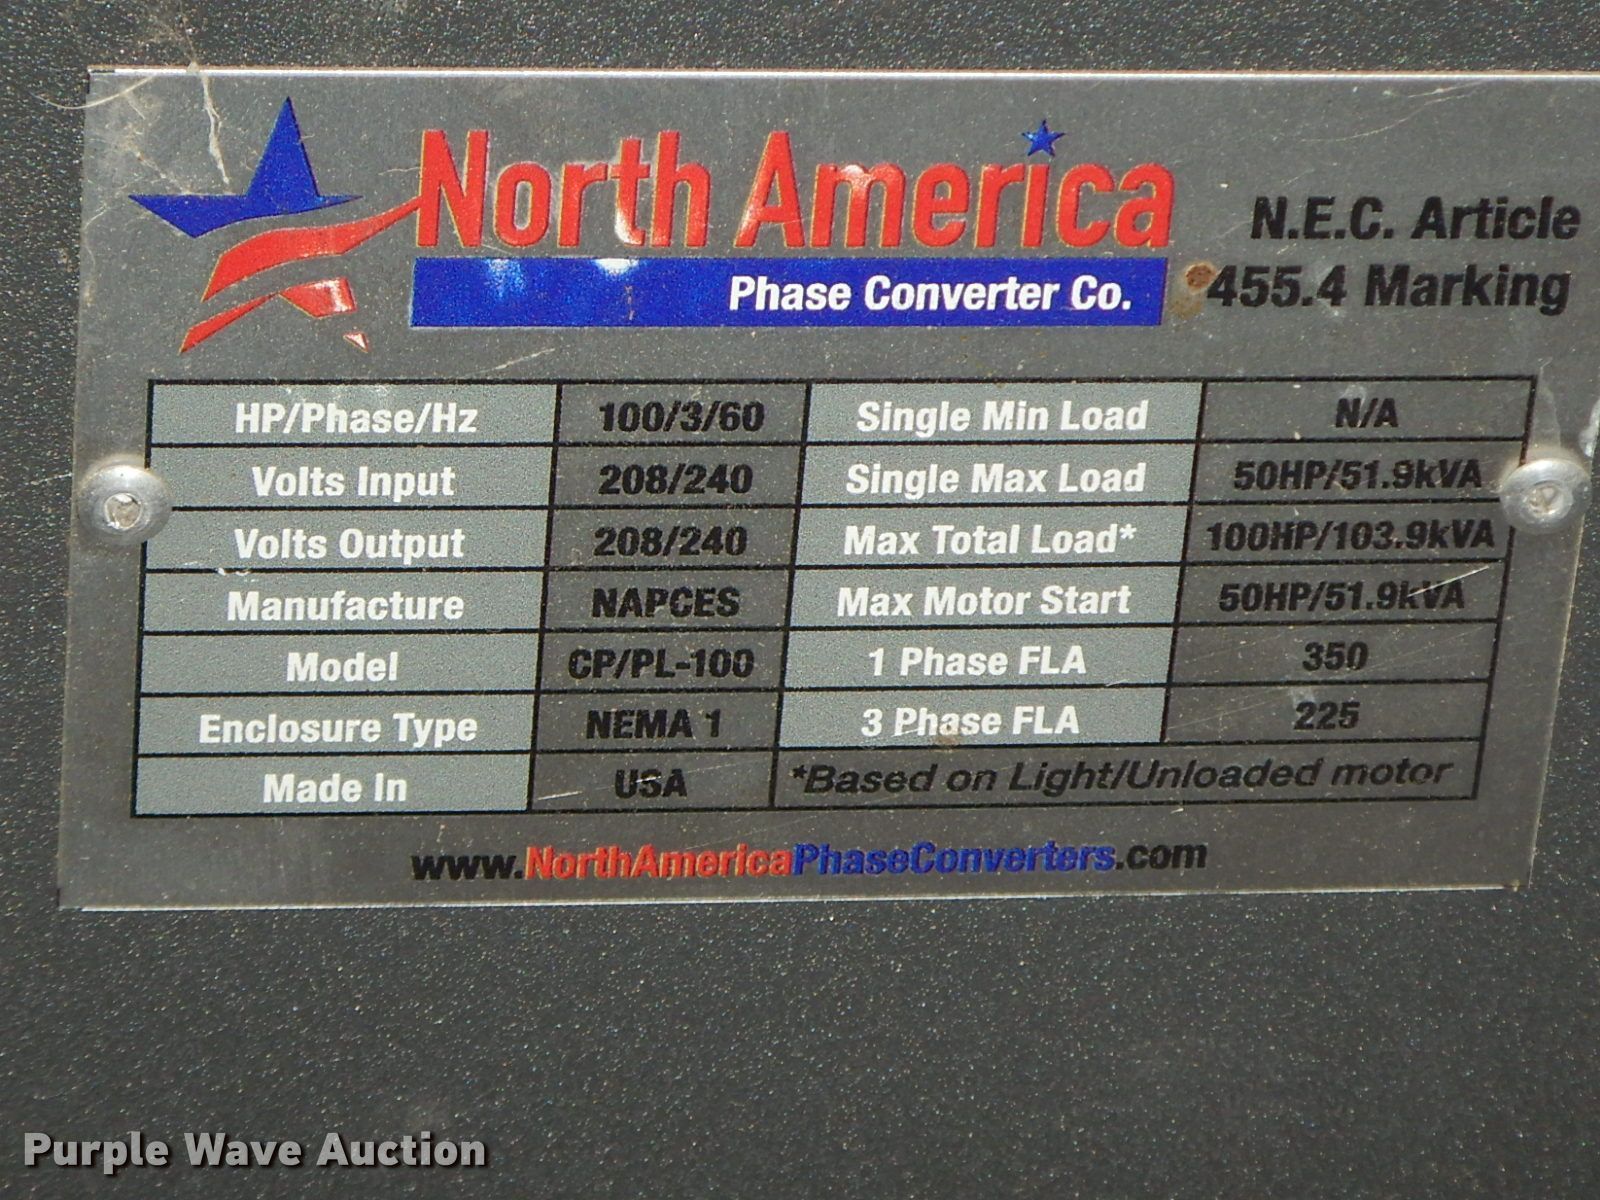 North America
Phase Converter Co.
N.E.C. Article
455.4 Marking
HP/Phase/Hz 100/3/60 Single Min Load N/A
Volts Input 208/240 Single Max Load 50HP/51.9kVA
Volts Output 208/240 Max Total Load* 100HP/103.9kVA
Manufacture NAPCES Max Motor Start 50HP/51.9kVA
Model CP/PL-100 1 Phase FLA 350
Enclosure Type NEMA 1 3 Phase FLA 225
Made In USA *Based on Light/Unloaded motor
www.NorthAmericaPhaseConverters.com
Purple Wave Auction